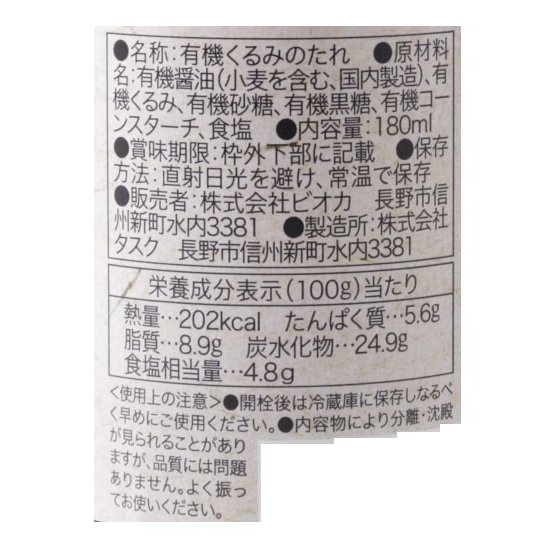 ●名称:有機くるみのたれ ●原材料
名:有機醤油(小麦を含む、国内製造)、有
機くるみ、有機砂糖、有機黒糖、有機コー
ンスターチ、食塩 ●内容量:180ml
●賞味期限:枠外下部に記載 ●保存
方法:直射日光を避け、常温で保存
●販売者:株式会社ビオカ 長野市信
州新町水内3381 ●製造所:株式会社
タスク 長野市信州新町水内3381
栄養成分表示(100g)当たり
熱量…202kcal たんぱく質…5.6g
脂質…8.9g 炭水化物…24.9g
食塩相当量…4.8g
<使用上の注意>●開栓後は冷蔵庫に保存しなるべ
く早めにご使用ください。●内容物により分離・沈殿
が見られることがあり
ますが、品質には問題
ありません。よく振っ
てお使いください。